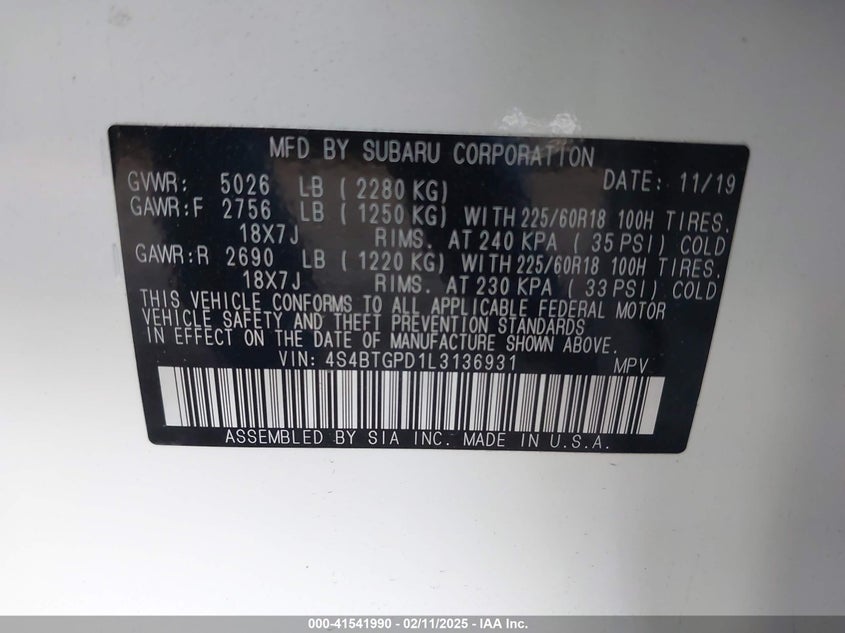 MFD BY SUBARU CORPORATION
GVWR: 5026 LB ( 2280 KG) DATE: 11/19
GAWR:F 2756 LB ( 1250 KG) WITH 225/60R18 100H TIRES.
18X7J RIMS. AT 240 KPA ( 35 PSI) COLD
GAWR:R 2690 LB ( 1220 KG) WITH 225/60R18 100H TIRES.
18X7J RIMS. AT 230 KPA ( 33 PSI) COLD
THIS VEHICLE CONFORMS TO ALL APPLICABLE FEDERAL MOTOR
VEHICLE SAFETY AND THEFT PREVENTION STANDARDS
IN EFFECT ON THE DATE OF MANUFACTURE SHOWN ABOVE.
VIN: 4S4BTGPD1L3136931 MPV
ASSEMBLED BY SIA INC. MADE IN U.S.A.
000-41541990 - 02/11/2025 - IAA Inc.